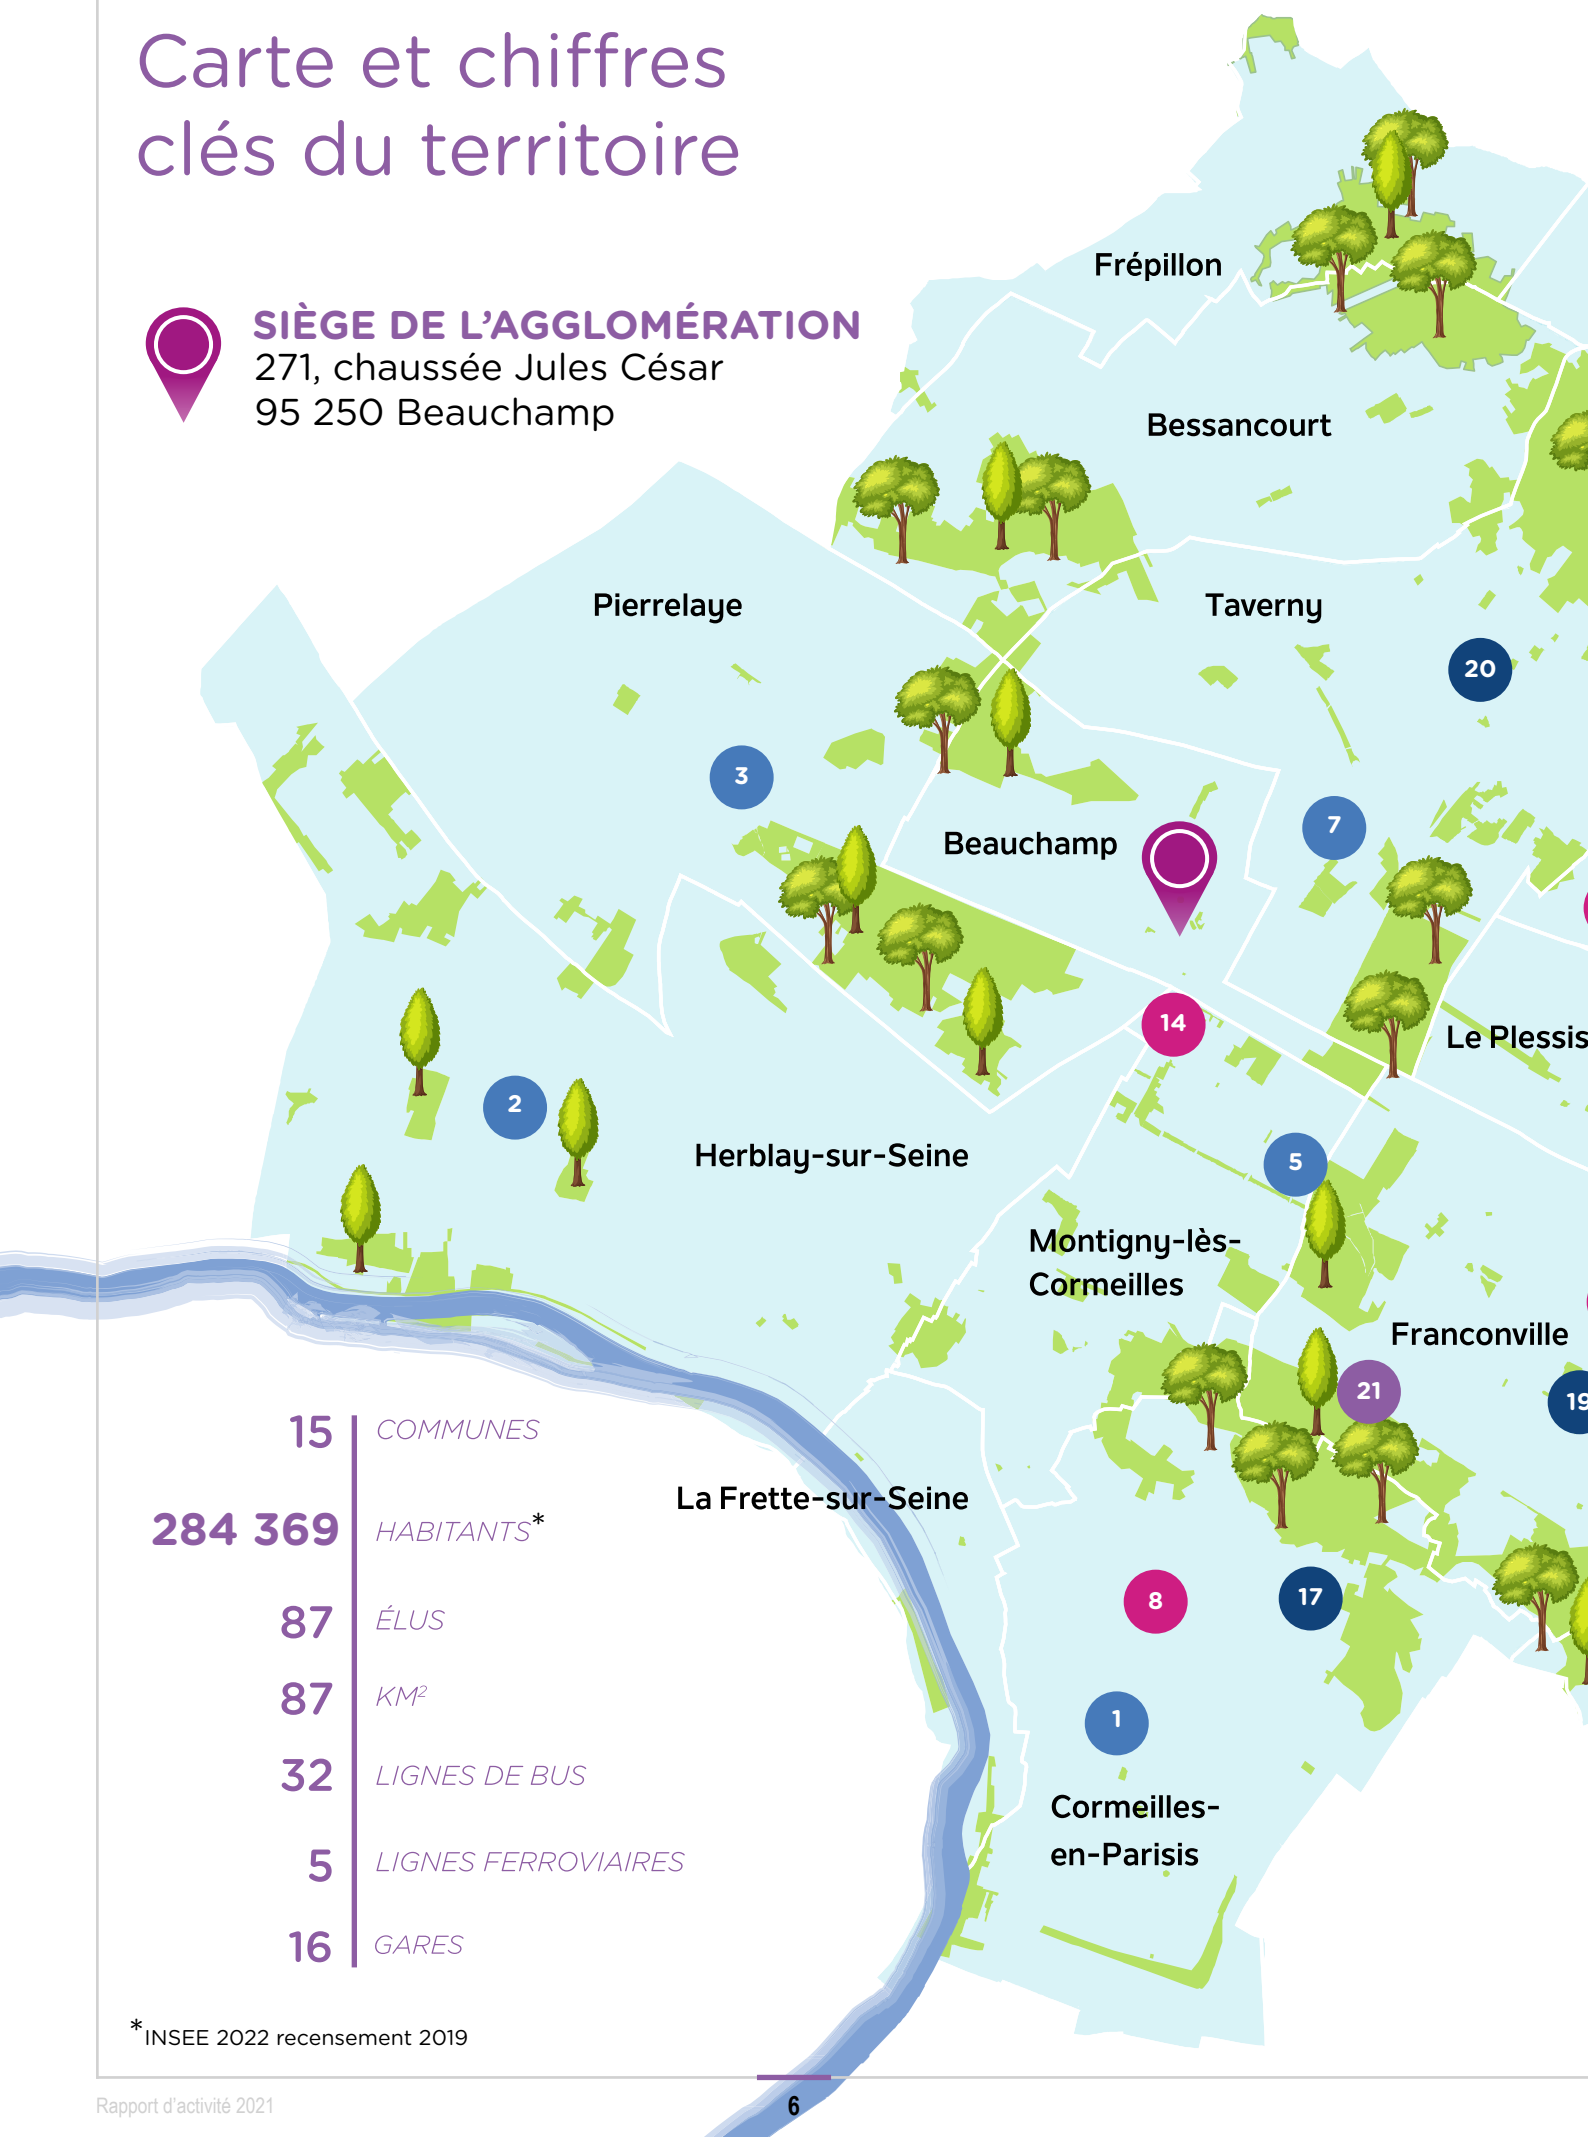 Carte et chiffres
clés du territoire
SIÈGE DE L'AGGLOMÉRATION
271, chaussée Jules César
95 250 Beauchamp
Frépillon
Bessancourt
Pierrelaye
Taverny
20
3
7
Beauchamp
14
Le Plessis
2
5
Herblay-sur-Seine
Montigny-lès-
Cormeilles
Franconville
21
19
La Frette-sur-Seine
8
17
1
Cormeilles-
en-Parisis
15 COMMUNES
284 369 HABITANTS*
87 ÉLUS
87 KM²
32 LIGNES DE BUS
5 LIGNES FERROVIAIRES
16 GARES
*INSEE 2022 recensement 2019
Rapport d'activité 2021
6